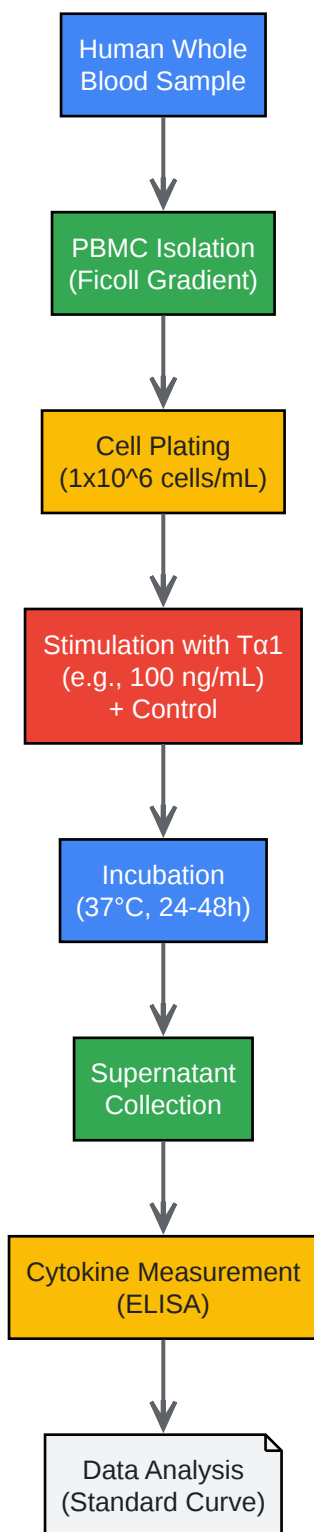 Human Whole
Blood Sample
PBMC Isolation
(Ficoll Gradient)
Cell Plating
(1x10^6 cells/mL)
Stimulation with Tα1
(e.g., 100 ng/mL)
+ Control
Incubation
(37°C, 24-48h)
Supernatant
Collection
Cytokine Measurement
(ELISA)
Data Analysis
(Standard Curve)